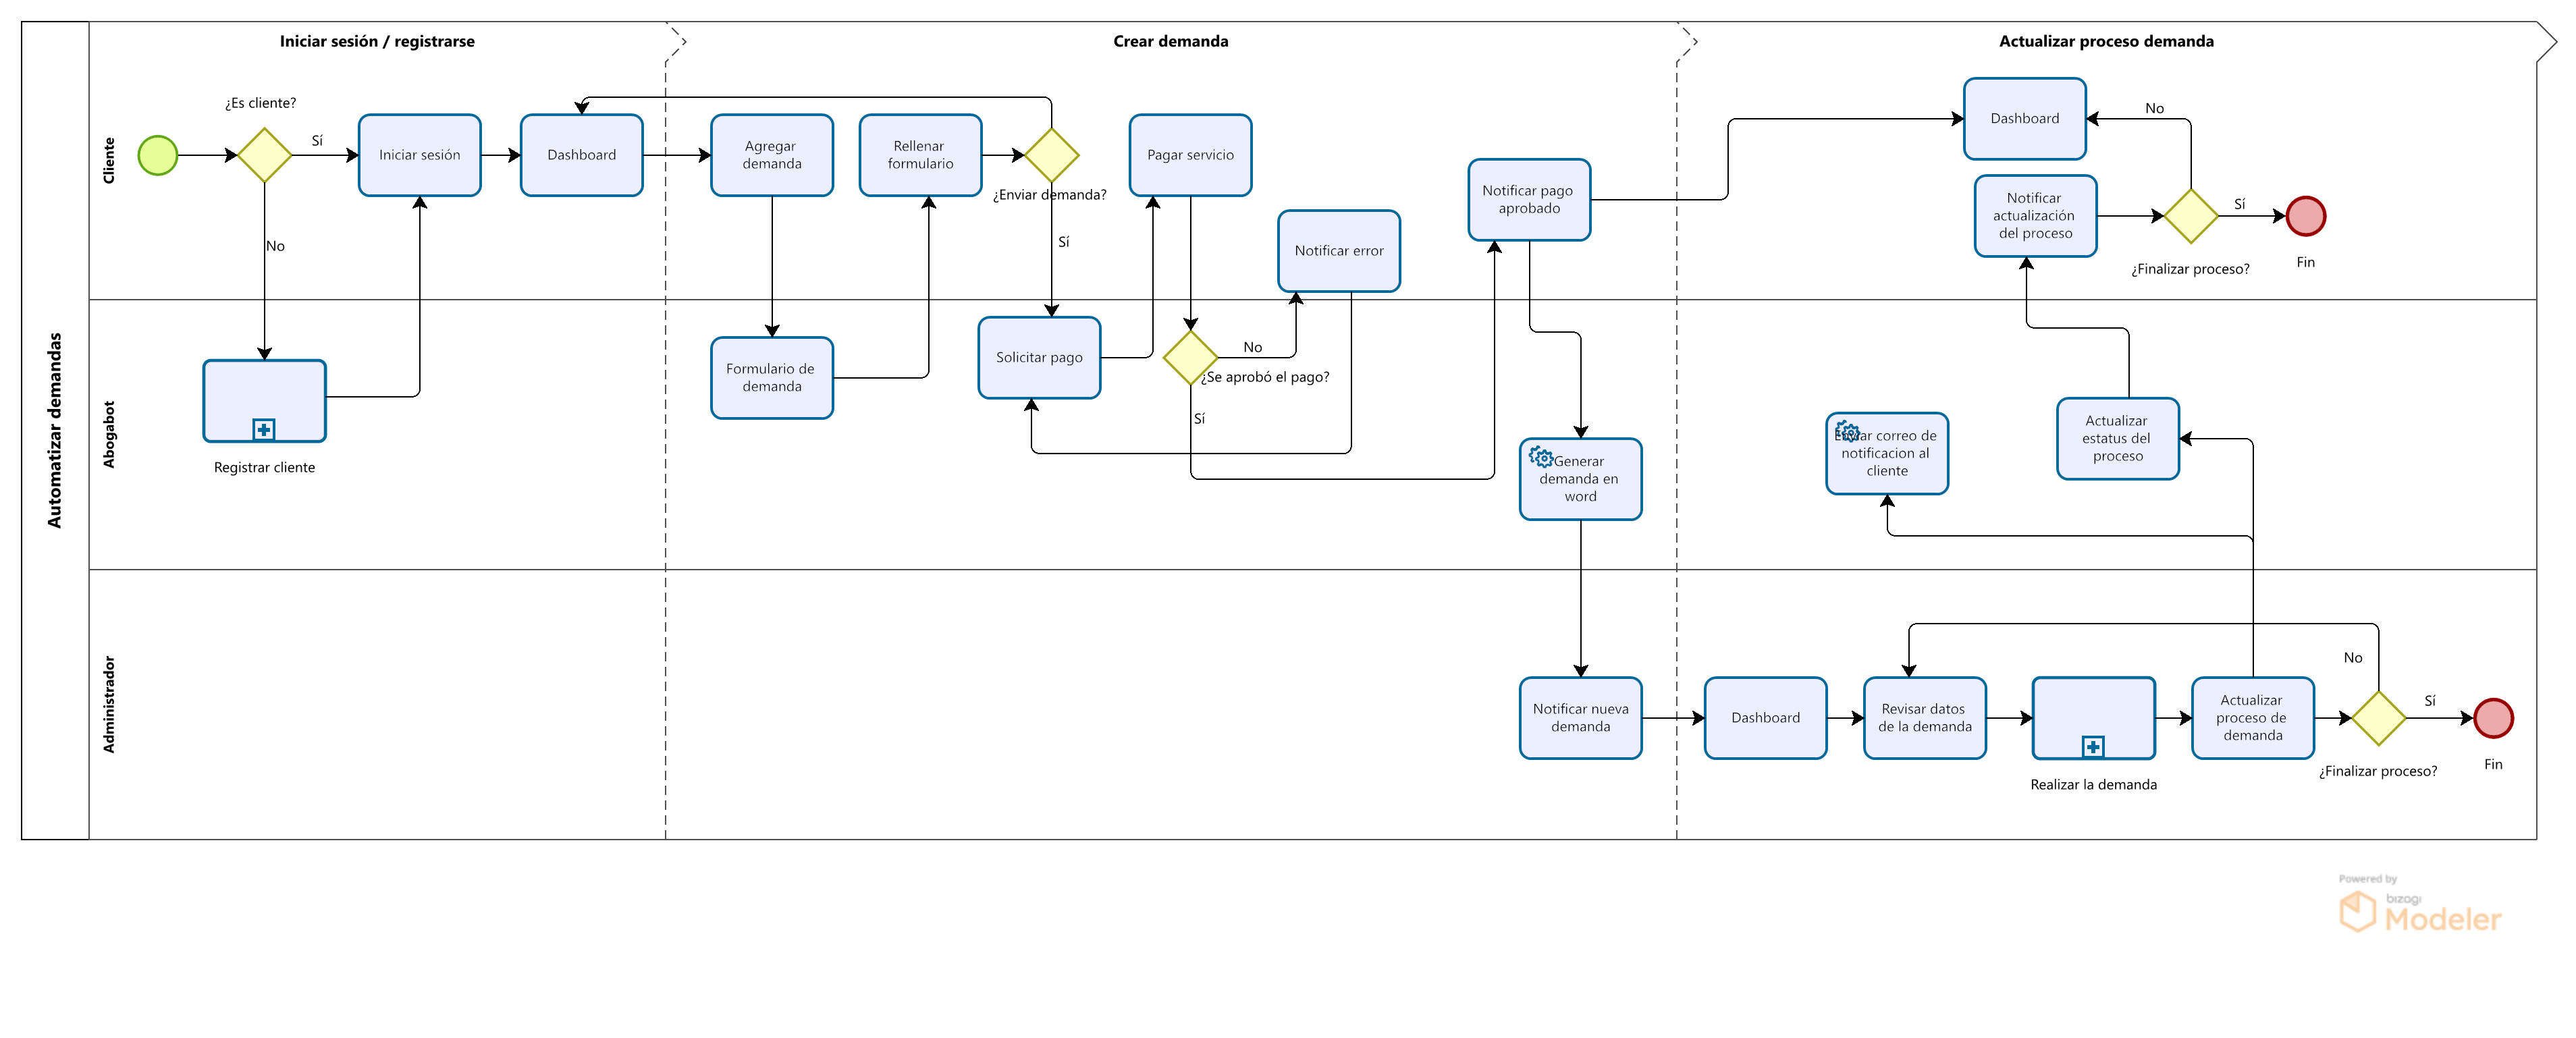 Automatizar demandas
Iniciar sesión / registrarse
Crear demanda
Actualizar proceso demanda
Cliente
¿Es cliente?
Sí
No
Iniciar sesión
Dashboard
Agregar
demanda
Rellenar
formulario
¿Enviar demanda?
Sí
Pagar servicio
Notificar error
Notificar pago
aprobado
Dashboard
No
Notificar
actualización
del proceso
Sí
¿Finalizar proceso?
Fin
Abogabot
Registrar cliente
Formulario de
demanda
Solicitar pago
No
¿Se aprobó el pago?
Sí
Generar
demanda en
word
Enviar correo de
notificacion al
cliente
Actualizar
estatus del
proceso
Administrador
Notificar nueva
demanda
Dashboard
Revisar datos
de la demanda
Realizar la demanda
Actualizar
proceso de
demanda
No
Sí
¿Finalizar proceso?
Fin
Powered by
bizagi
Modeler